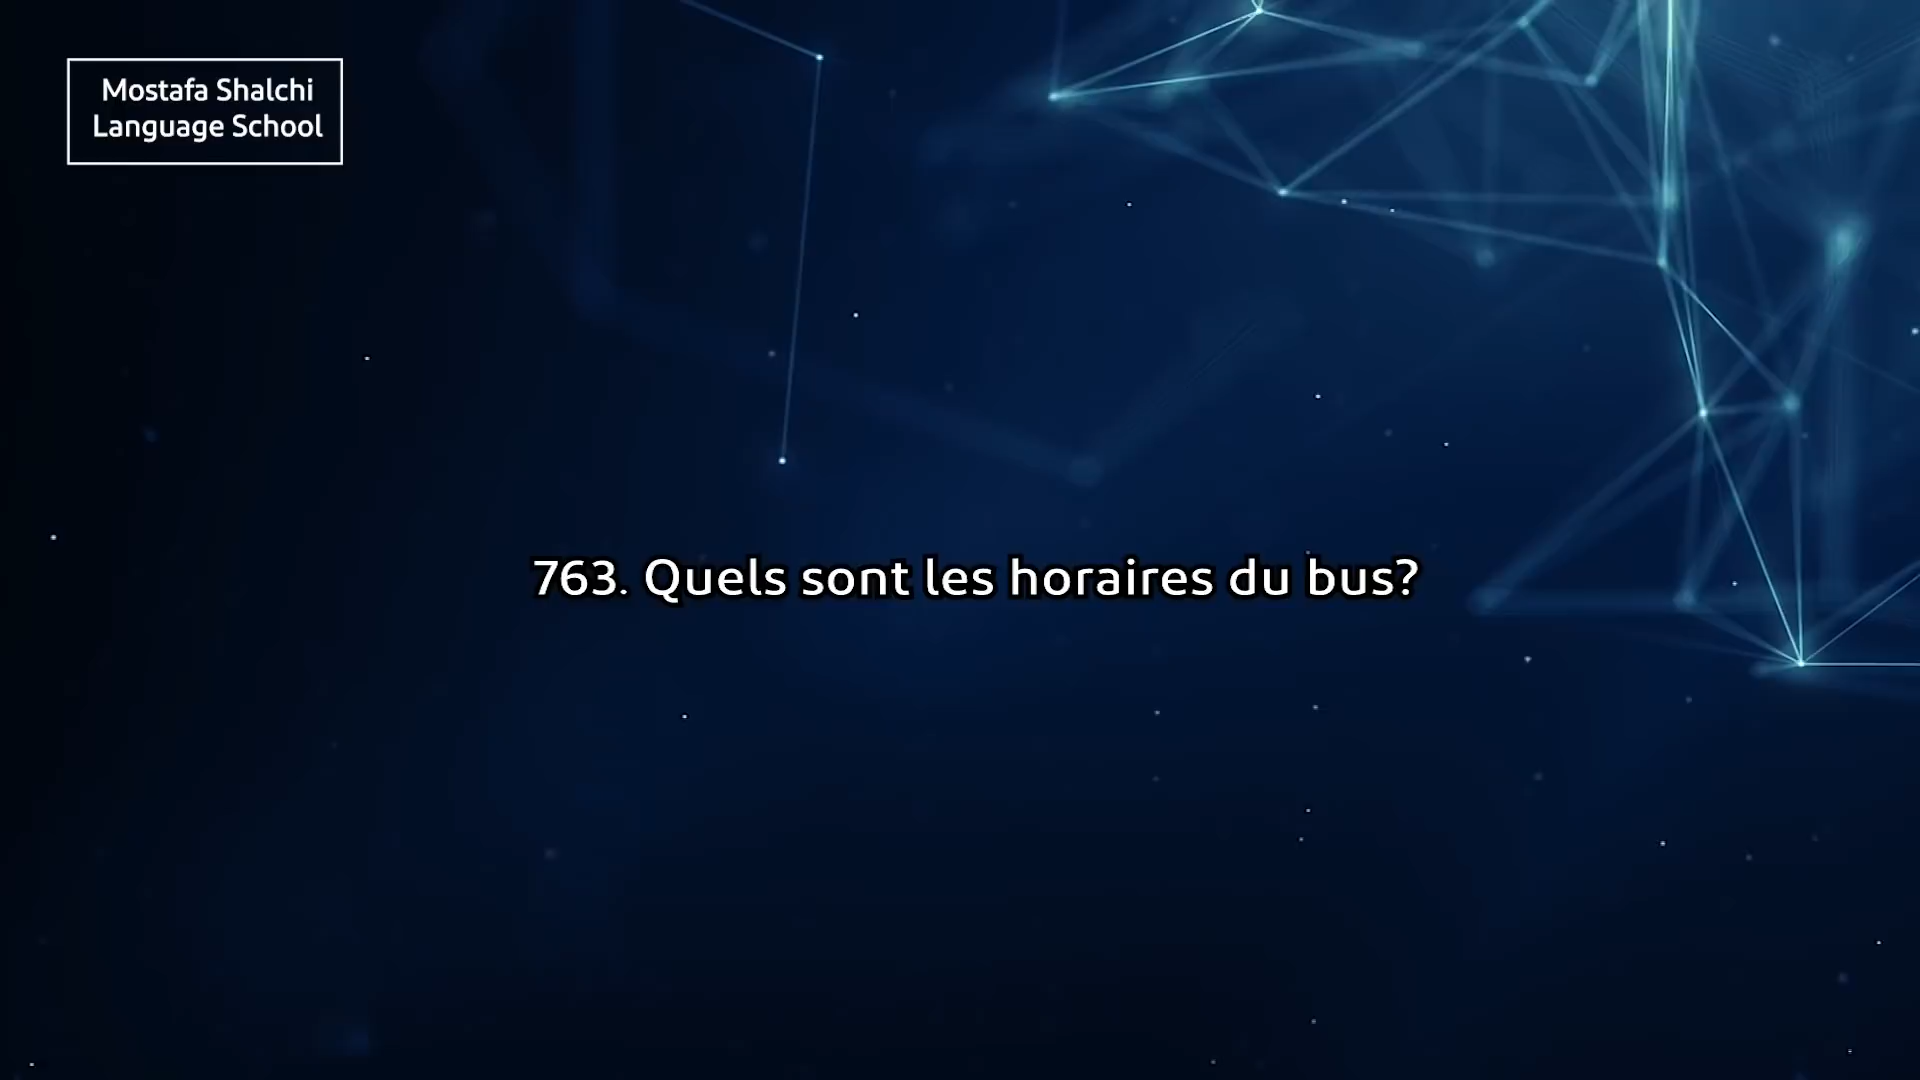 Mostafa Shalchi
Language School
763. Quels sont les horaires du bus?